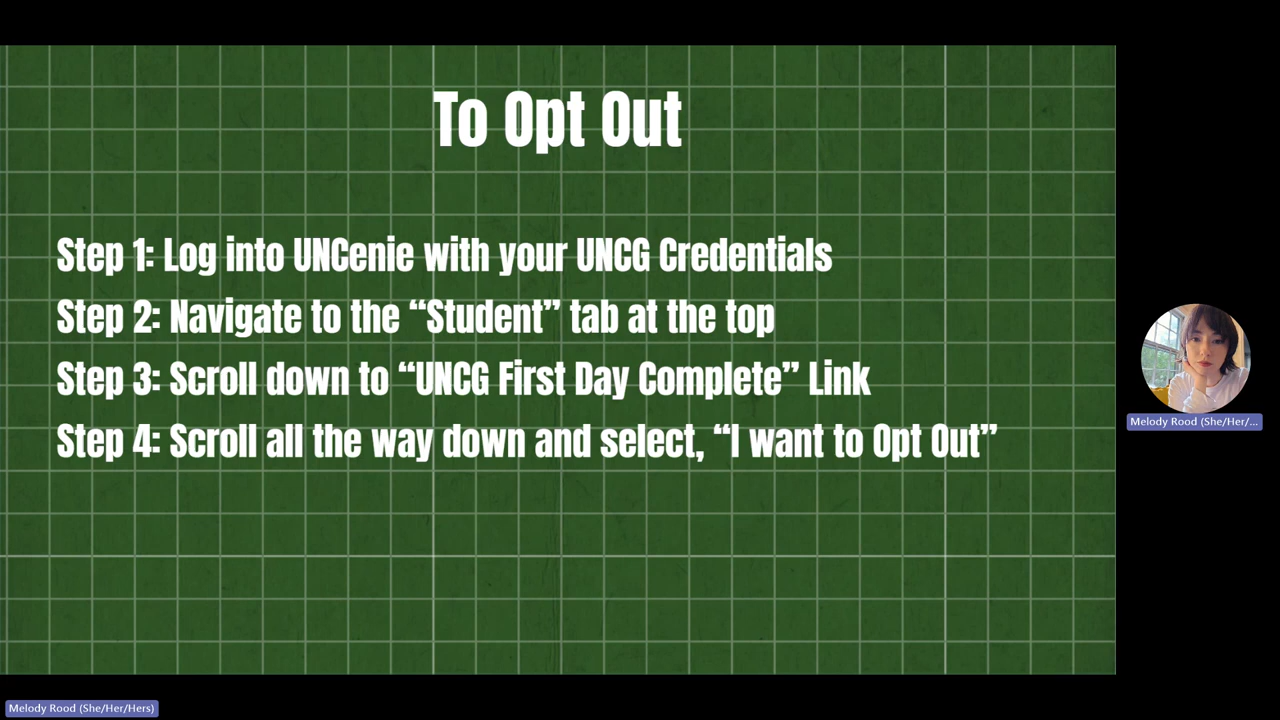 To Opt Out
Step 1: Log into UNCenie with your UNCG Credentials
Step 2: Navigate to the “Student” tab at the top
Step 3: Scroll down to “UNCG First Day Complete” Link
Step 4: Scroll all the way down and select, “I want to Opt Out”
Melody Rood (She/Her/...
Melody Rood (She/Her/Hers)